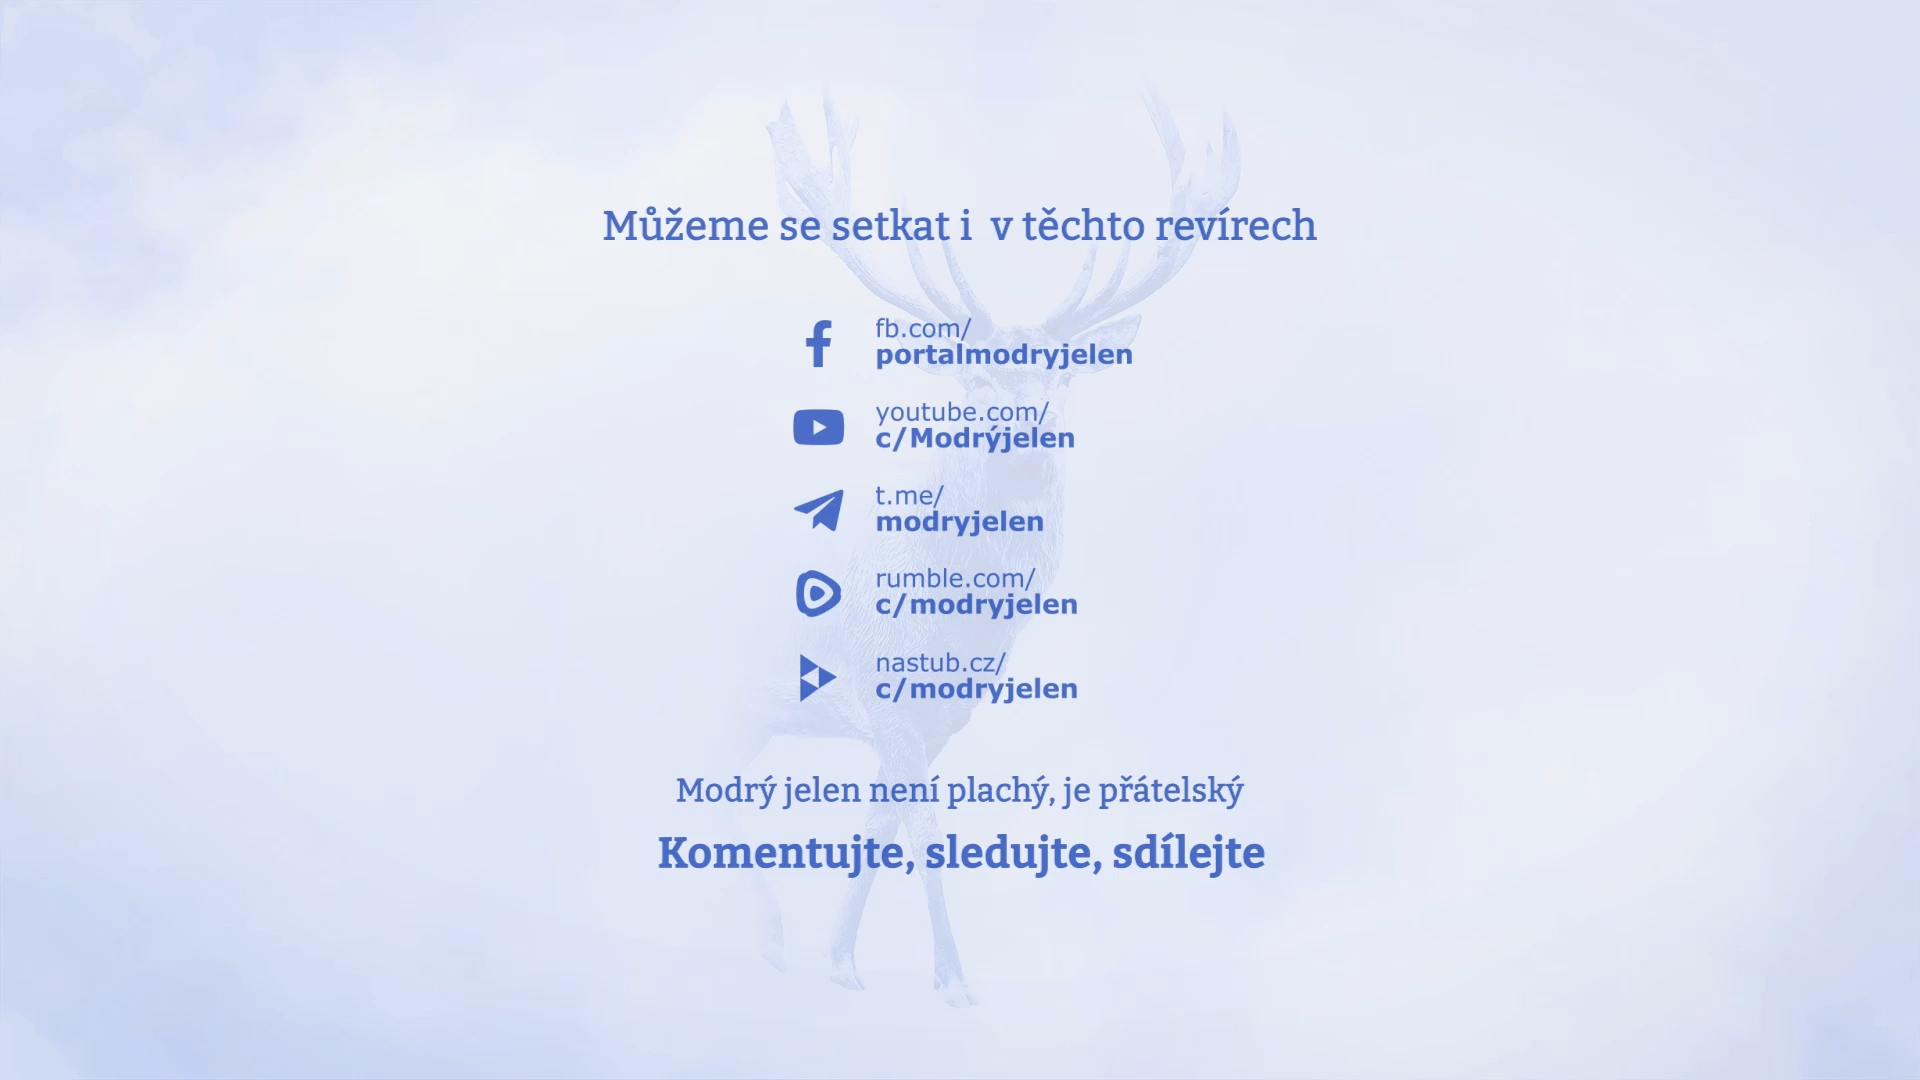 Můžeme se setkat i  v těchto revírech
fb.com/
portalmodryjelen
youtube.com/
c/Modrýjelen
t.me/
modryjelen
rumble.com/
c/modryjelen
nastub.cz/
c/modryjelen
Modrý jelen není plachý, je přátelský
Komentujte, sledujte, sdílejte